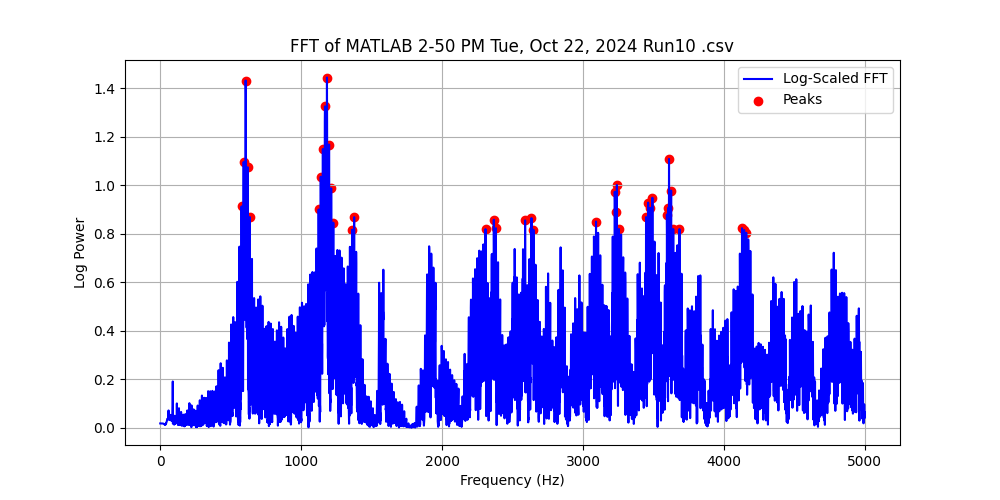 FFT of MATLAB 2-50 PM Tue, Oct 22, 2024 Run10 .csv
Log-Scaled FFT
Peaks
Log Power
1.4
1.2
1.0
0.8
0.6
0.4
0.2
0.0
0 1000 2000 3000 4000 5000
Frequency (Hz)